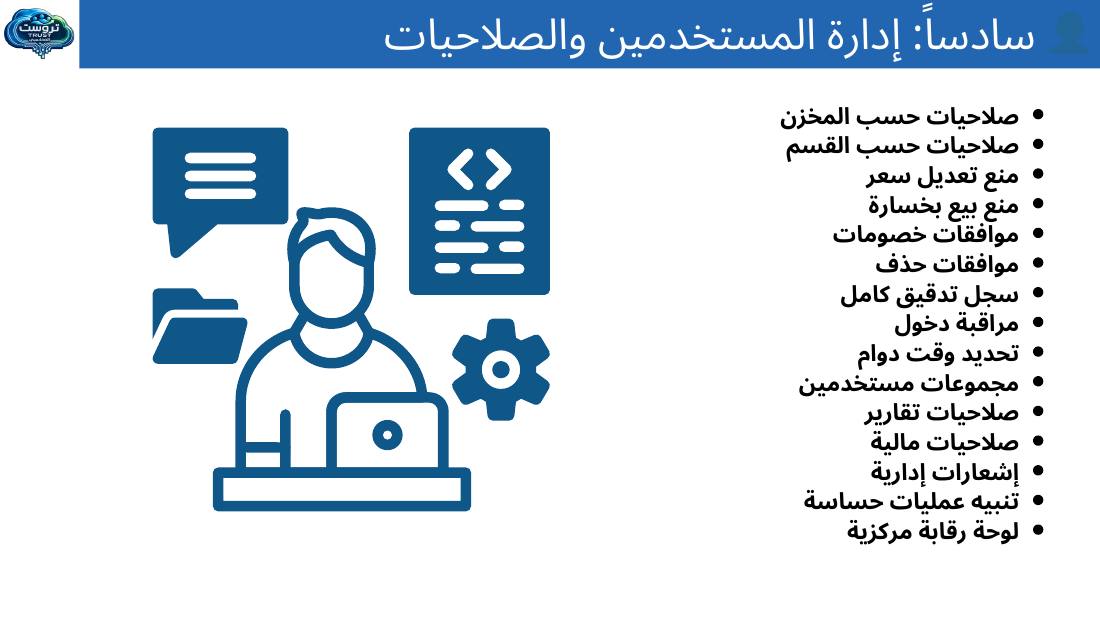 سادساً: إدارة المستخدمين والصلاحيات
تروست
TRUST
صلاحيات حسب المخزن
صلاحيات حسب القسم
منع تعديل سعر
منع بيع بخسارة
موافقات خصومات
موافقات حذف
سجل تدقيق كامل
مراقبة دخول
تحديد وقت دوام
مجموعات مستخدمين
صلاحيات تقارير
صلاحيات مالية
إشعارات إدارية
تنبيه عمليات حساسة
لوحة رقابة مركزية